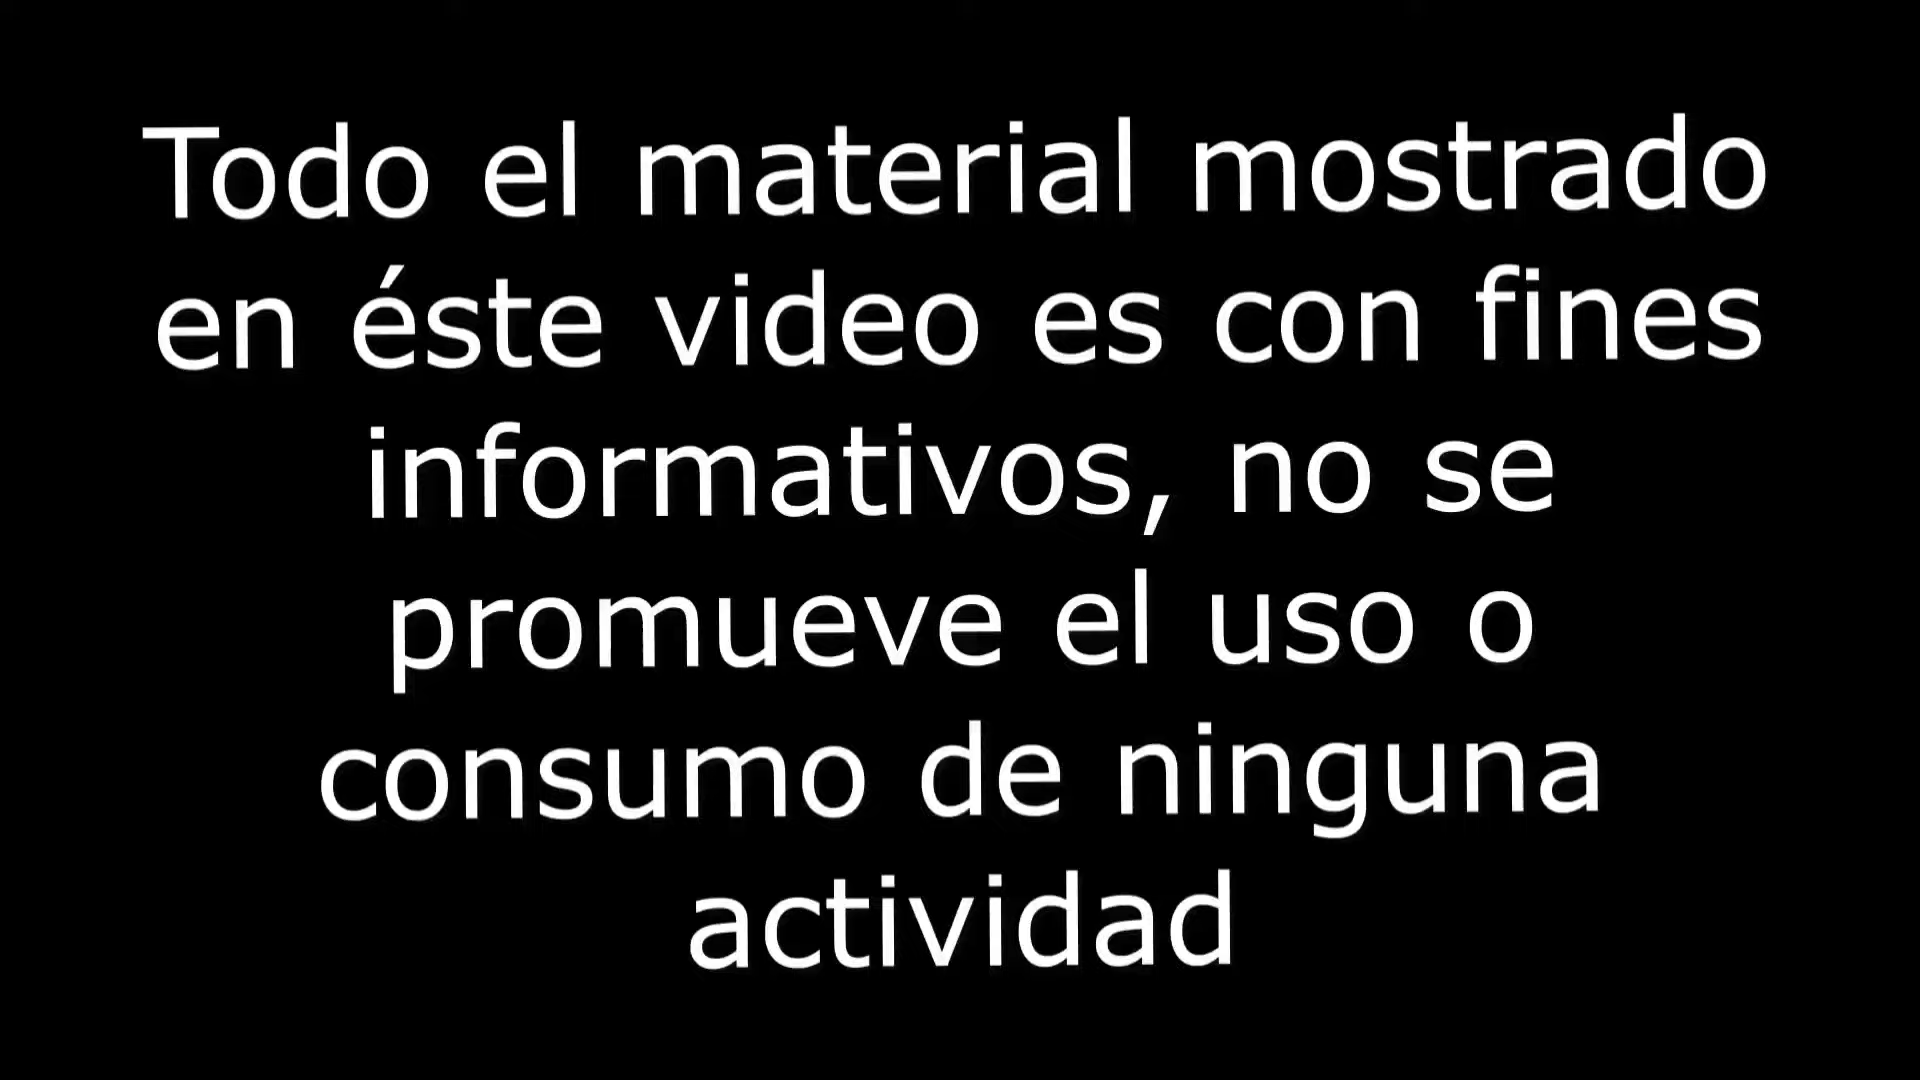 Todo el material mostrado
en éste video es con fines
informativos, no se
promueve el uso o
consumo de ninguna
actividad